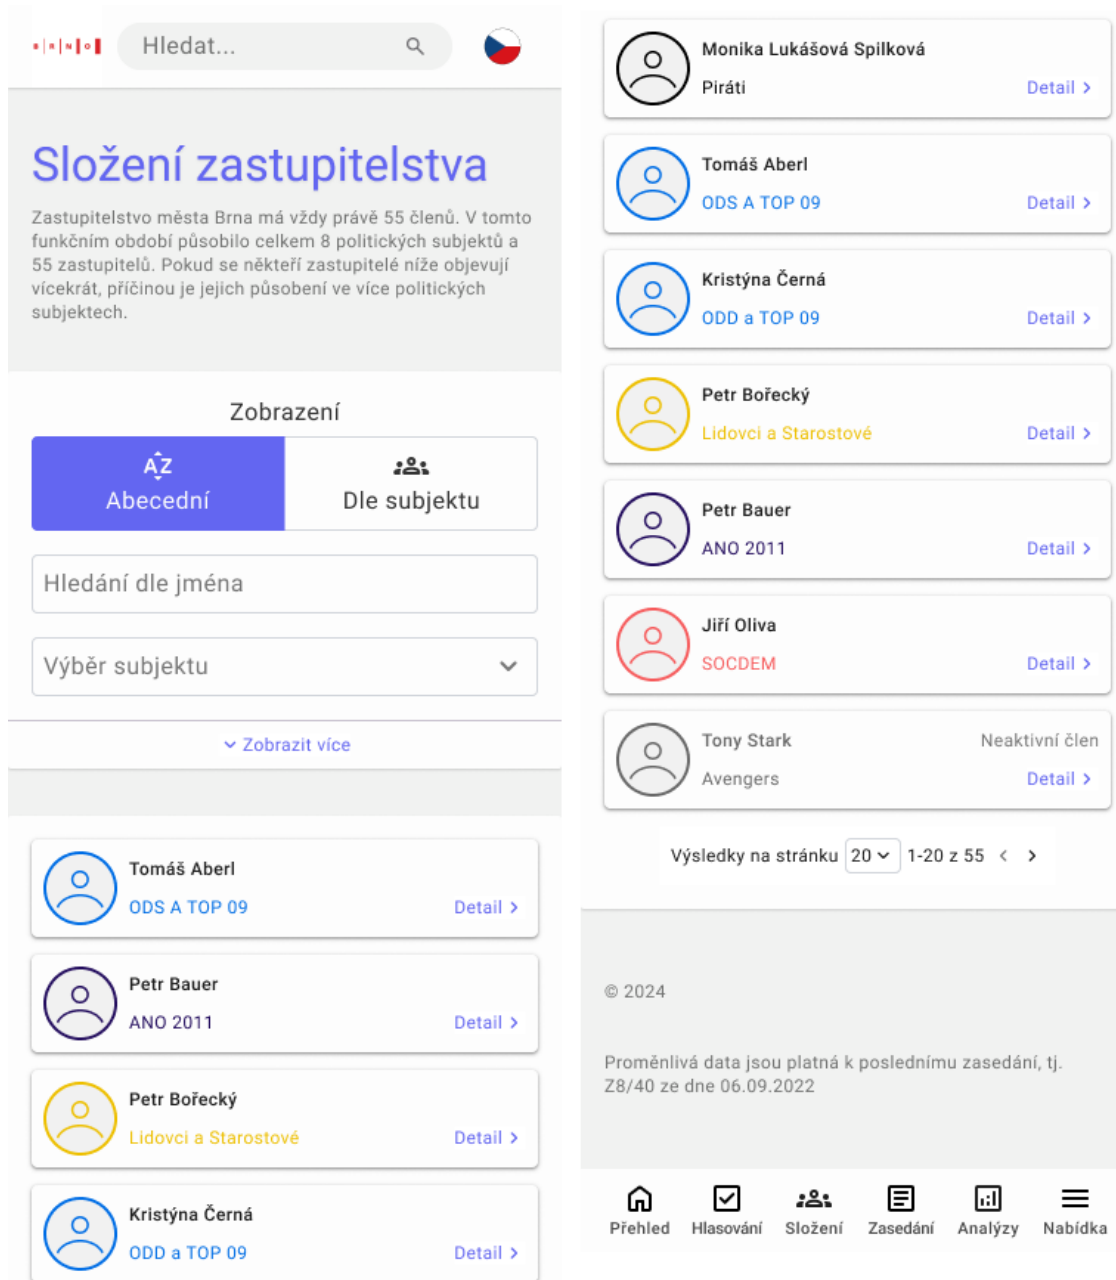 BRNO
Hledat...
Složení zastupitelstva
Zastupitelstvo města Brna má vždy právě 55 členů. V tomto
funkčním období působilo celkem 8 politických subjektů a
55 zastupitelů. Pokud se někteří zastupitelé níže objevují
vícekrát, příčinou je jejich působení ve více politických
subjektech.
Zobrazení
AZ
Abecední
Dle subjektu
Hledání dle jména
Výběr subjektu
Zobrazit více
Tomáš Aberl
ODS A TOP 09 Detail
Petr Bauer
ANO 2011 Detail
Petr Bořecký
Lidovci a Starostové Detail
Kristýna Černá
ODD a TOP 09 Detail
Monika Lukášová Spilková
Piráti Detail
Tomáš Aberl
ODS A TOP 09 Detail
Kristýna Černá
ODD a TOP 09 Detail
Petr Bořecký
Lidovci a Starostové Detail
Petr Bauer
ANO 2011 Detail
Jiří Oliva
SOCDEM Detail
Tony Stark Neaktivní člen
Avengers Detail
Výsledky na stránku 20 1-20 z 55
© 2024
Proměnlivá data jsou platná k poslednímu zasedání, tj.
Z8/40 ze dne 06.09.2022
Přehled Hlasování Složení Zasedání Analýzy Nabídka